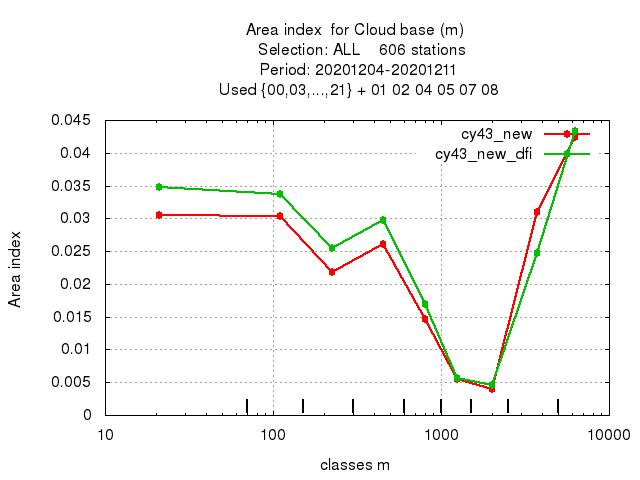 Area index  for Cloud base (m)
Selection: ALL    606 stations
Period: 20201204-20201211
Used {00,03,...,21} + 01 02 04 05 07 08
cy43_new
cy43_new_dfi
0.045
0.04
0.035
0.03
0.025
0.02
0.015
0.01
0.005
0
Area index
10
100
1000
10000
classes m